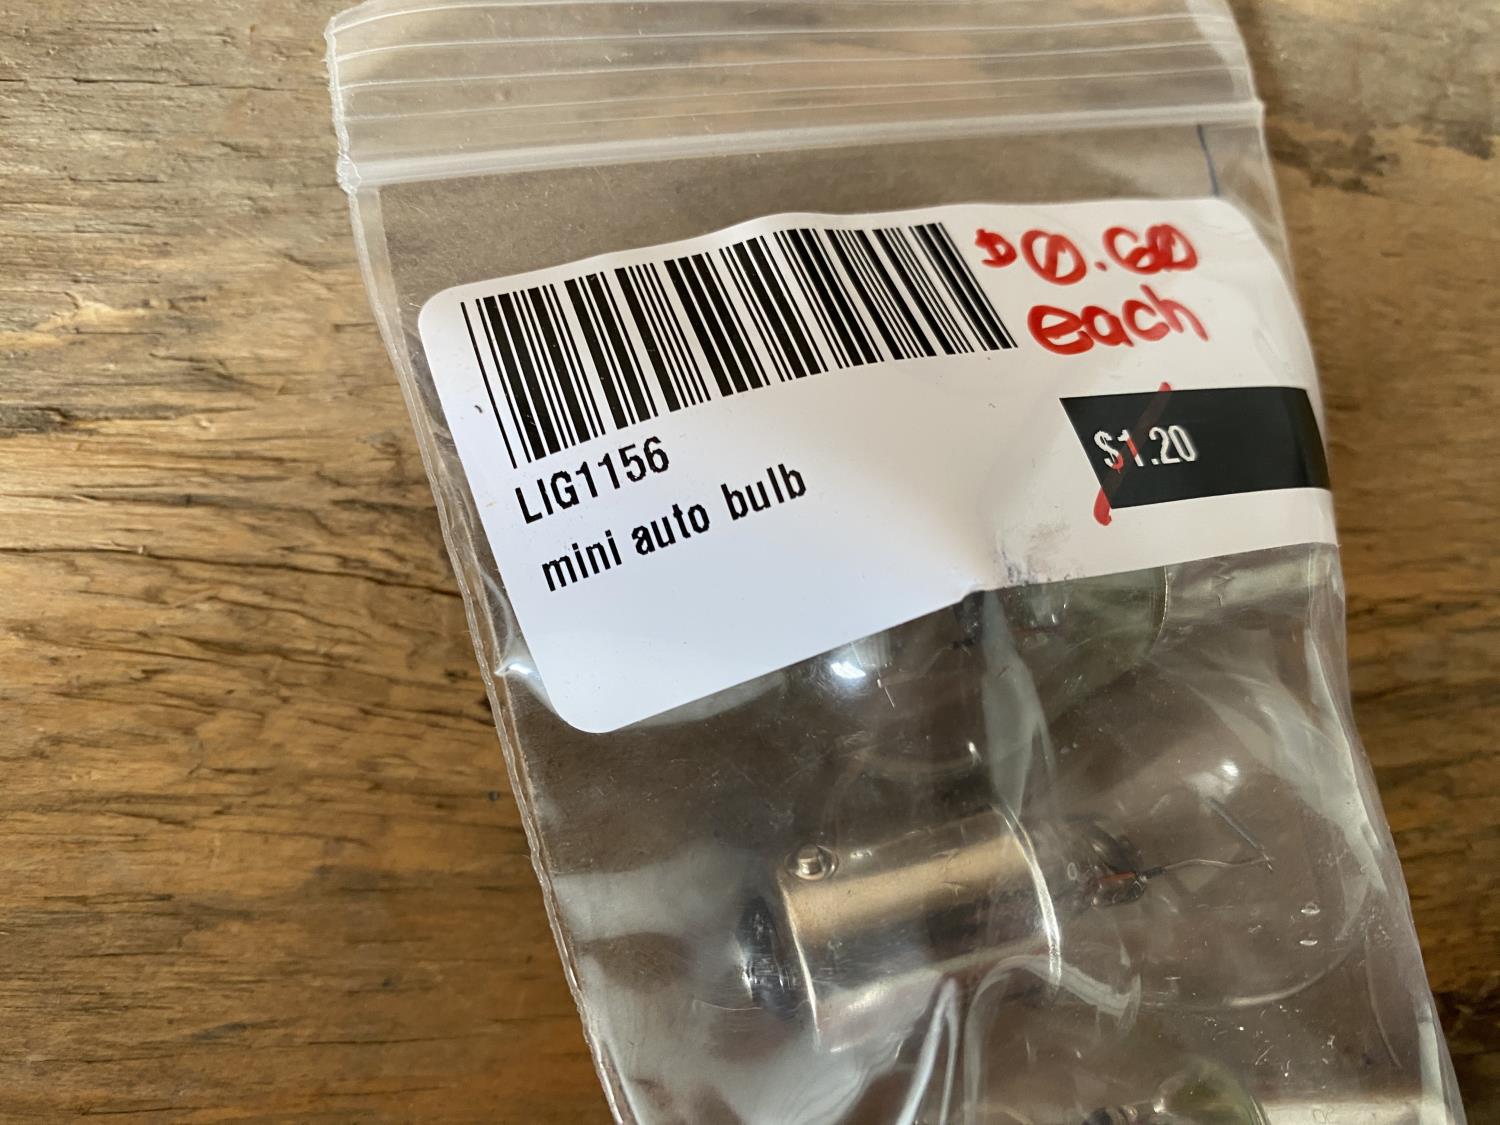 $0.60
each
$1.20
LIG1156
mini auto bulb